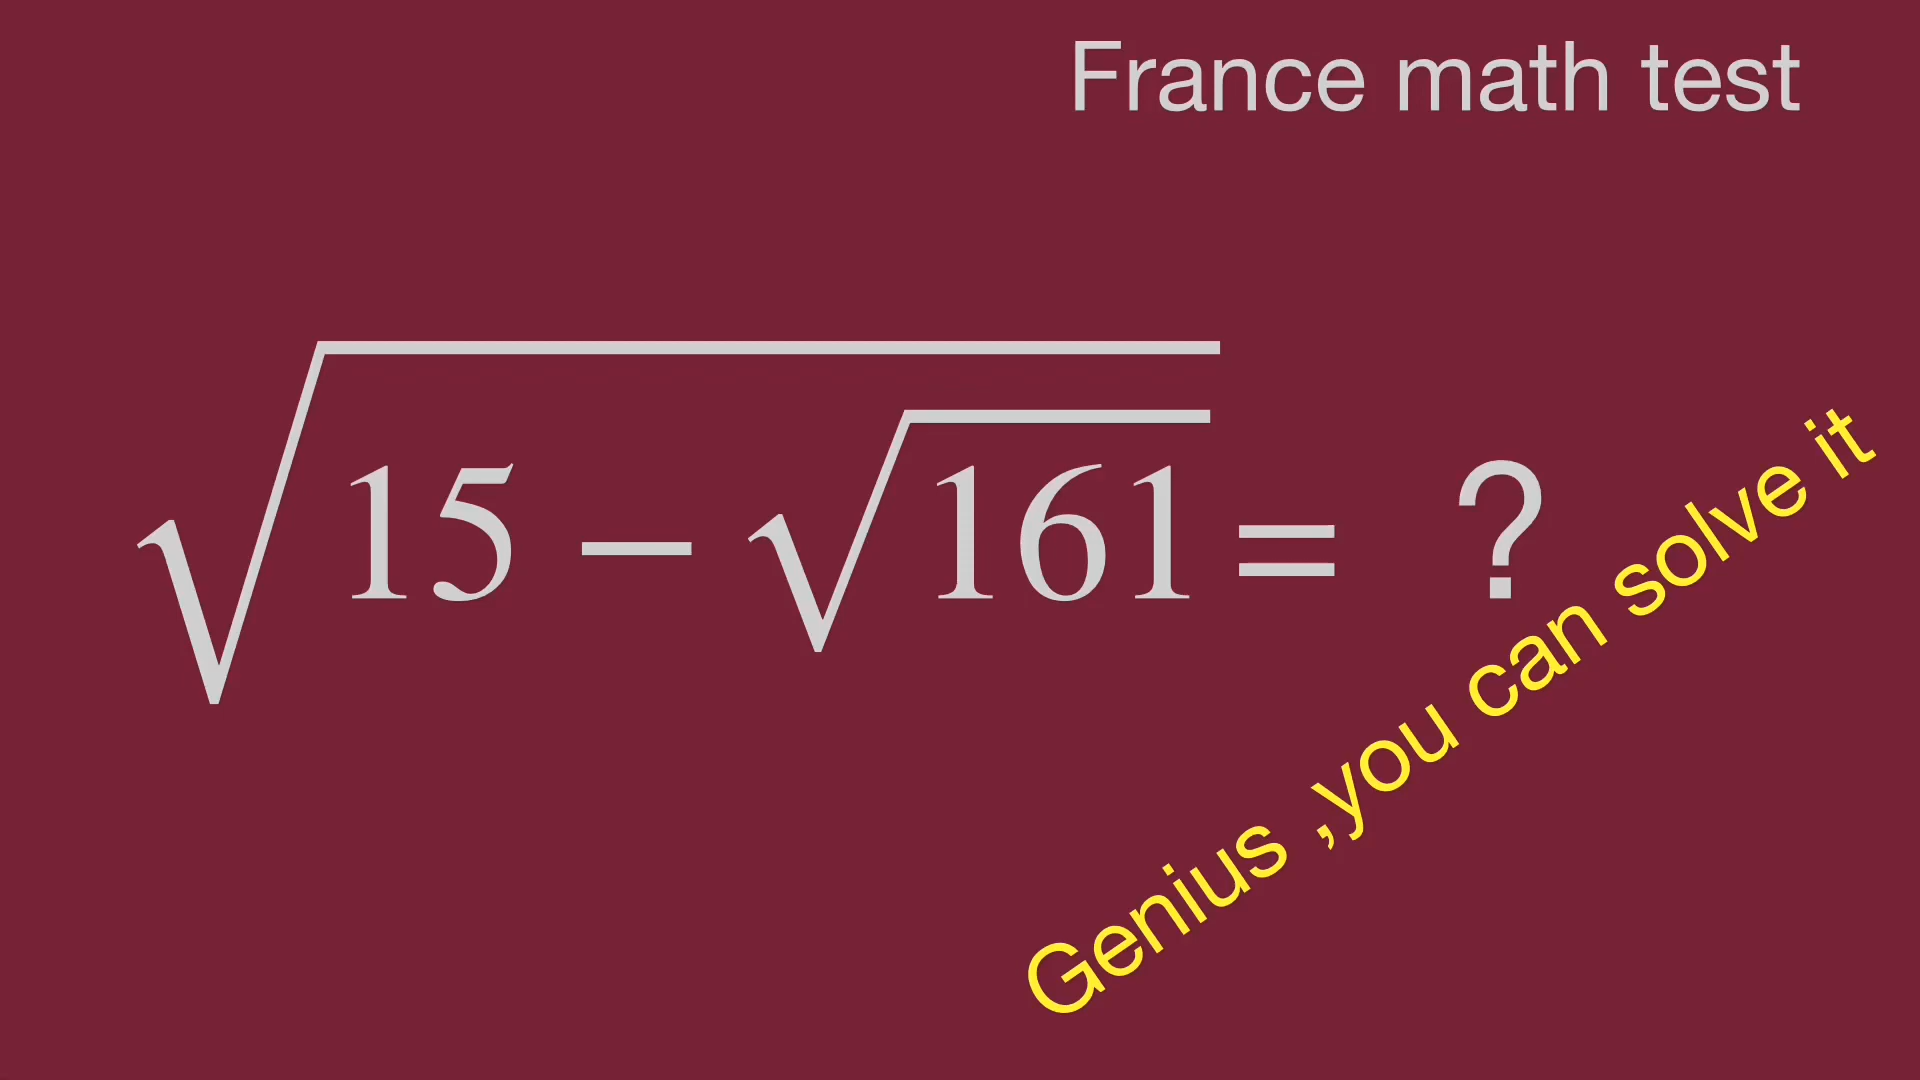 France math test
√(15 − √161) = ?
Genius ,you can solve it